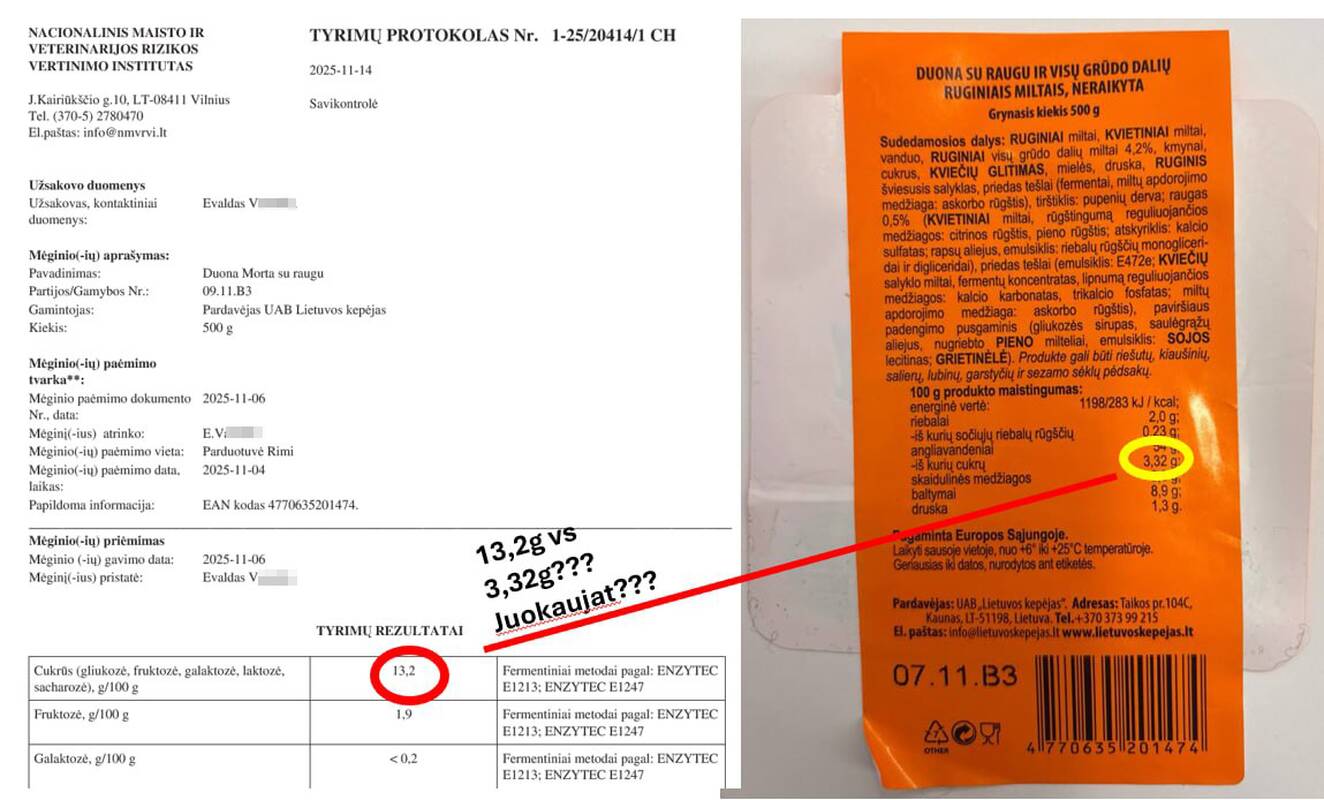 NACIONALINIS MAISTO IR
VETERINARIJOS RIZIKOS
VERTINIMO INSTITUTAS
TYRIMŲ PROTOKOLAS Nr. 1-25/20414/1 CH
2025-11-14
J.Kairiūkščio g.10, LT-08411 Vilnius
Tel. (370-5) 2780470
El.paštas: info@nmvrvi.lt
Savikontrolė
Užsakovo duomenys
Užsakovas, kontaktiniai duomenys: Evaldas V
Mėginio(-ių) aprašymas:
Pavadinimas: Duona Morta su raugu
Partijos/Gamybos Nr.: 09.11.B3
Gamintojas: Pardavėjas UAB Lietuvos kepėjas
Kiekis: 500 g
Mėginio(-ių) paėmimo
tvarka**:
Mėginio paėmimo dokumento 2025-11-06
Nr., data:
Mėginį(-ius) atrinko: E.V
Mėginio(-ių) paėmimo vieta: Parduotuvė Rimi
Mėginio(-ių) paėmimo data, 2025-11-04
laikas:
Papildoma informacija: EAN kodas 4770635201474.
Mėginio(-ių) priėmimas
Mėginio (-ių) gavimo data: 2025-11-06
Mėginį(-ius) pristatė: Evaldas V
13,2g vs
3,32g???
Juokaujat???
TYRIMŲ REZULTATAI
Cukrūs (gliukozė, fruktozė, galaktozė, laktozė, 13,2 Fermentiniai metodai pagal: ENZYTEC
sacharozė), g/100 g E1213; ENZYTEC E1247
Fruktozė, g/100 g 1,9 Fermentiniai metodai pagal: ENZYTEC
E1213; ENZYTEC E1247
Galaktozė, g/100 g < 0,2 Fermentiniai metodai pagal: ENZYTEC
E1213; ENZYTEC E1247
DUONA SU RAUGU IR VISŲ GRŪDO DALIŲ
RUGINIAIS MILTAIS, NERAIKYTA
Grynasis kiekis 500 g
Sudedamosios dalys: RUGINIAI miltai, KVIETINIAI miltai,
vanduo, RUGINIAI visų grūdo dalių miltai 4,2%, kmynai,
cukrus, KVIEČIŲ GLITIMAS, mielės, druska, RUGINIS
šviesusis salyklas, priedas tešlai (fermentai, miltų apdorojimo
medžiaga: askorbo rūgštis), tirštiklis: pupenių derva; raugas
0,5% (KVIETINIAI miltai, rūgštingumą reguliuojančios
medžiagos: citrinos rūgštis, pieno rūgštis; atskyriklis: kalcio
sulfatas; rapsų aliejus, emulsiklis: riebalų rūgščių monogliceri-
dai ir digliceridai), priedas tešlai (emulsiklis: E472e; KVIEČIŲ
salyklo miltai, fermentų koncentratas, lipnumą reguliuojančios
medžiagos: kalcio karbonatas, trikalcio fosfatas; miltų
apdorojimo medžiaga: askorbo rūgštis), paviršiaus
padengimo pusgaminis (gliukozės sirupas, saulėgrąžų
aliejus, nugriebto PIENO milteliai, emulsiklis: SOJOS
lecitinas; GRIETINĖLĖ). Produkte gali būti riešutų, kiaušinių,
salierų, lubinų, garstyčių ir sezamo sėklų pėdsakų.
100 g produkto maistingumas:
energinė vertė: 1198/283 kJ / kcal;
riebalai 2,0 g;
-iš kurių sočiųjų riebalų rūgščių 0,23 g;
angliavandeniai 54 g;
-iš kurių cukrų 3,32 g;
skaidulinės medžiagos
baltymai 8,9 g;
druska 1,3 g.
Pagaminta Europos Sąjungoje.
Laikyti sausoje vietoje, nuo +6° iki +25°C temperatūroje.
Geriausias iki datos, nurodytos ant etiketės.
Pardavėjas: UAB „Lietuvos kepėjas“. Adresas: Taikos pr.104C,
Kaunas, LT-51198, Lietuva. Tel.+370 373 99 215
El. paštas: info@lietuvoskepejas.lt www.lietuvoskepejas.lt
07.11.B3
7
OTHER
4 770635 201474